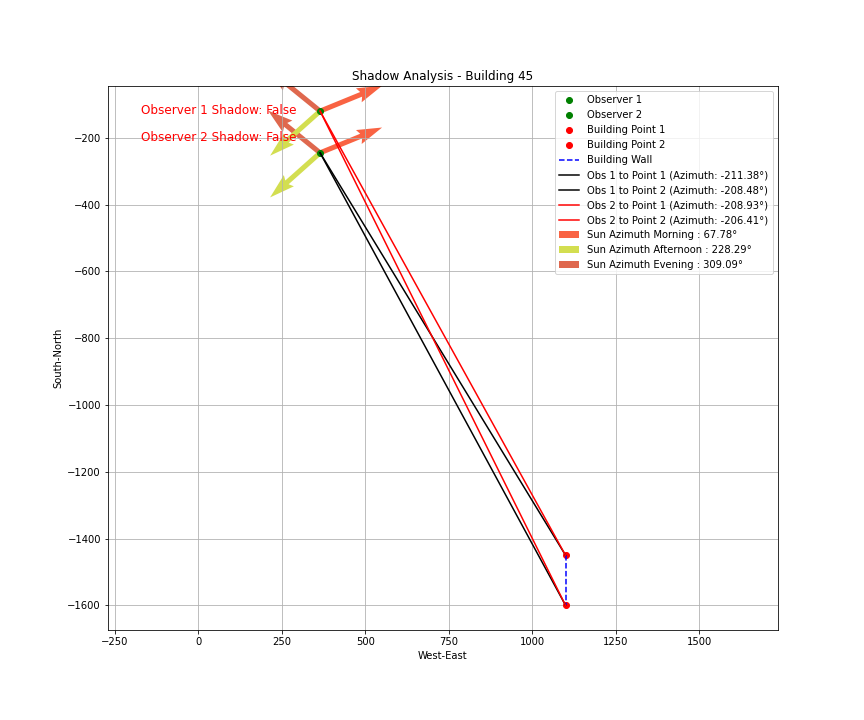 Shadow Analysis - Building 45
Observer 1 Shadow: False
Observer 2 Shadow: False
Observer 1
Observer 2
Building Point 1
Building Point 2
Building Wall
Obs 1 to Point 1 (Azimuth: -211.38°)
Obs 1 to Point 2 (Azimuth: -208.48°)
Obs 2 to Point 1 (Azimuth: -208.93°)
Obs 2 to Point 2 (Azimuth: -206.41°)
Sun Azimuth Morning : 67.78°
Sun Azimuth Afternoon : 228.29°
Sun Azimuth Evening : 309.09°
South-North
−200
−400
−600
−800
−1000
−1200
−1400
−1600
−250 0 250 500 750 1000 1250 1500
West-East